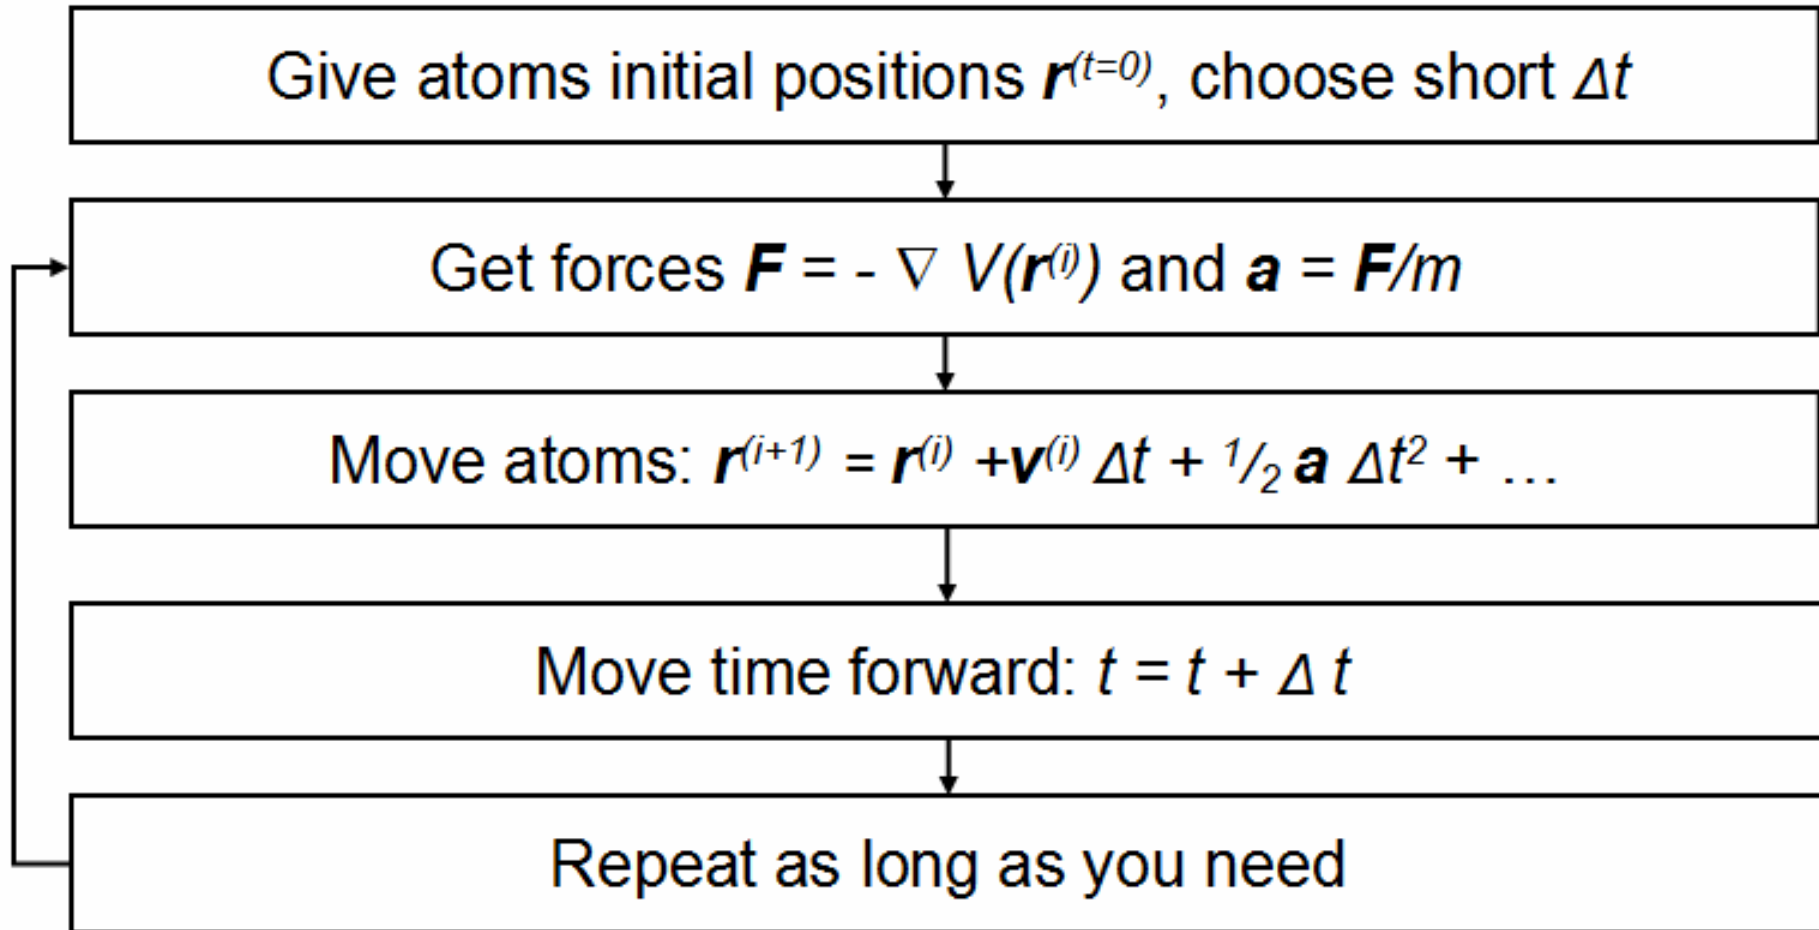 Give atoms initial positions r^(t=0), choose short Δt
Get forces F = - ∇ V(r^(i)) and a = F/m
Move atoms: r^(i+1) = r^(i) +v^(i) Δt + 1/2 a Δt² + …
Move time forward: t = t + Δ t
Repeat as long as you need